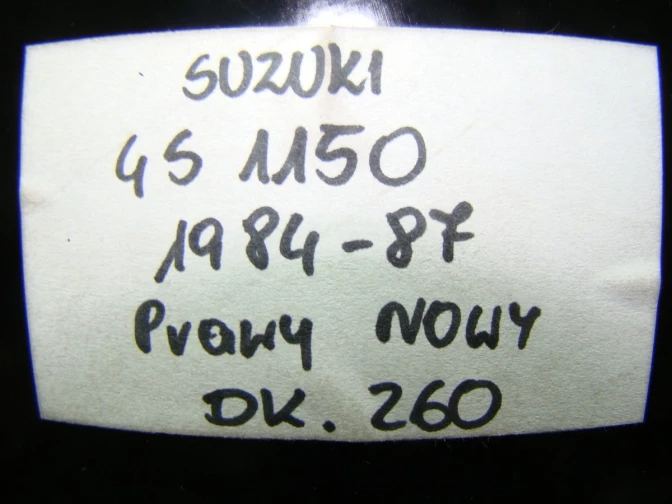 SUZUKI
GS 1150
1984-87
Prawy NOWY
DK. 260